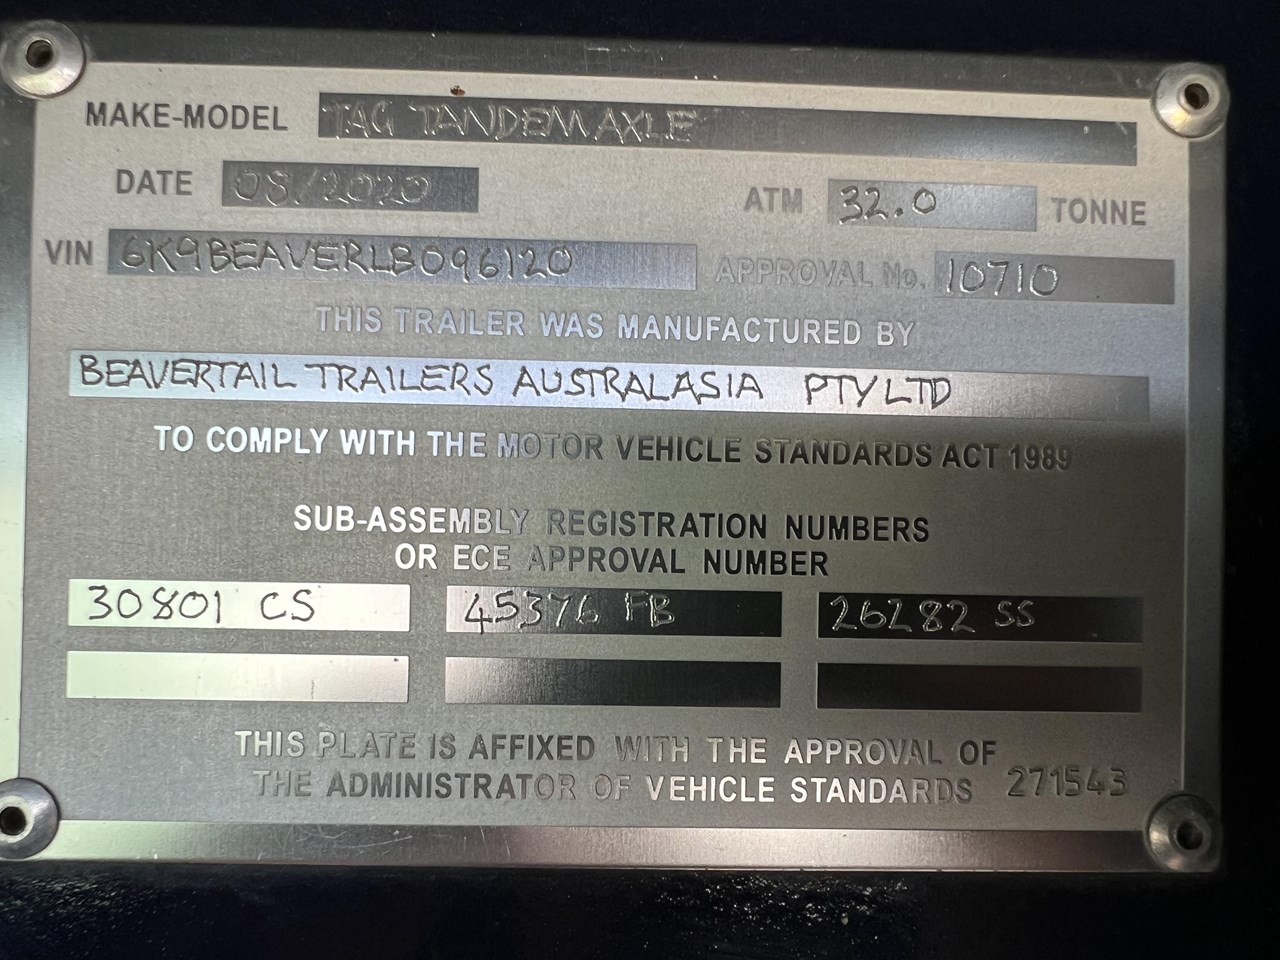 MAKE-MODEL TAG TANDEM AXLE
DATE 08/2020 ATM 32.0 TONNE
VIN 6K9BEAVERLB096120 APPROVAL No. 10710
THIS TRAILER WAS MANUFACTURED BY
BEAVERTAIL TRAILERS AUSTRALASIA PTY LTD
TO COMPLY WITH THE MOTOR VEHICLE STANDARDS ACT 1989
SUB-ASSEMBLY REGISTRATION NUMBERS
OR ECE APPROVAL NUMBER
30801 CS 45376 FB 26282 SS
THIS PLATE IS AFFIXED WITH THE APPROVAL OF
THE ADMINISTRATOR OF VEHICLE STANDARDS 271543